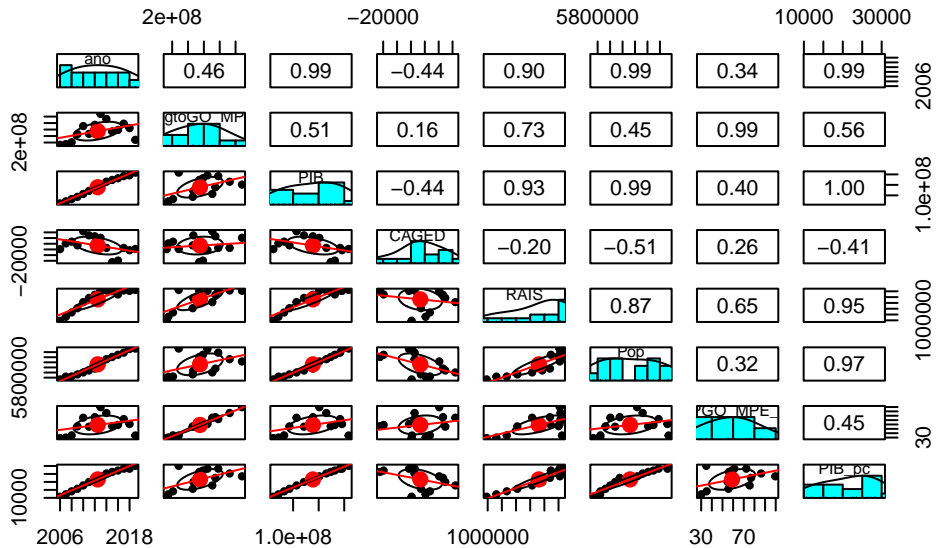 2e+08 −20000 5800000 10000 30000
ano 0.46 0.99 −0.44 0.90 0.99 0.34 0.99 2006
2e+08 gtoGO_MP 0.51 0.16 0.73 0.45 0.99 0.56
PIB −0.44 0.93 0.99 0.40 1.00 1.0e+08
−20000 CAGED −0.20 −0.51 0.26 −0.41
RAIS 0.87 0.65 0.95 1000000
5800000 Pop 0.32 0.97
GO_MPE_ 0.45 30
10000 PIB_pc
2006 2018 1.0e+08 1000000 30 70